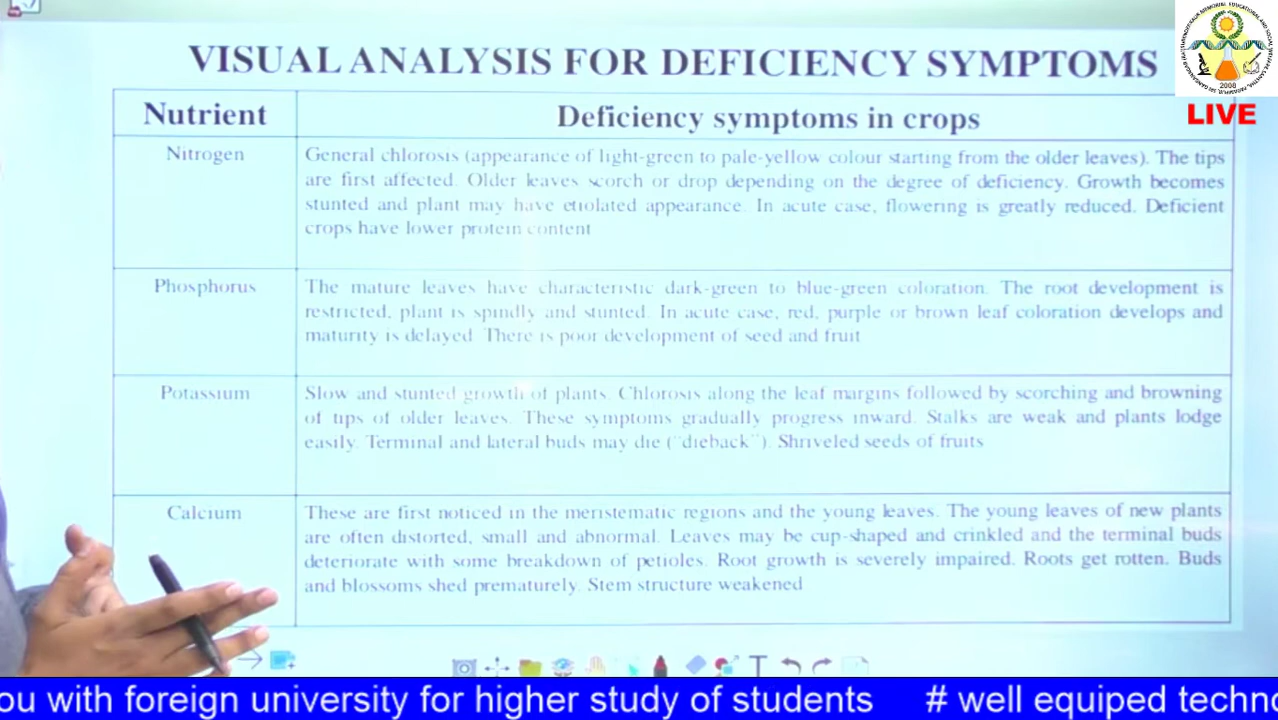 VISUAL ANALYSIS FOR DEFICIENCY SYMPTOMS
2008
LIVE
Nutrient
Deficiency symptoms in crops
Nitrogen
General chlorosis (appearance of light-green to pale-yellow colour starting from the older leaves). The tips
are first affected. Older leaves scorch or drop depending on the degree of deficiency. Growth becomes
stunted and plant may have etiolated appearance. In acute case, flowering is greatly reduced. Deficient
crops have lower protein content
Phosphorus
The mature leaves have characteristic dark-green to blue-green coloration. The root development is
restricted, plant is spindly and stunted. In acute case, red, purple or brown leaf coloration develops and
maturity is delayed There is poor development of seed and fruit
Potassium
Slow and stunted growth of plants. Chlorosis along the leaf margins followed by scorching and browning
of tips of older leaves. These symptoms gradually progress inward. Stalks are weak and plants lodge
easily. Terminal and lateral buds may die ("dieback"). Shriveled seeds of fruits
Calcium
These are first noticed in the meristematic regions and the young leaves. The young leaves of new plants
are often distorted, small and abnormal. Leaves may be cup-shaped and crinkled and the terminal buds
deteriorate with some breakdown of petioles. Root growth is severely impaired. Roots get rotten. Buds
and blossoms shed prematurely. Stem structure weakened
T
ou with foreign university for higher study of students # well equiped techno